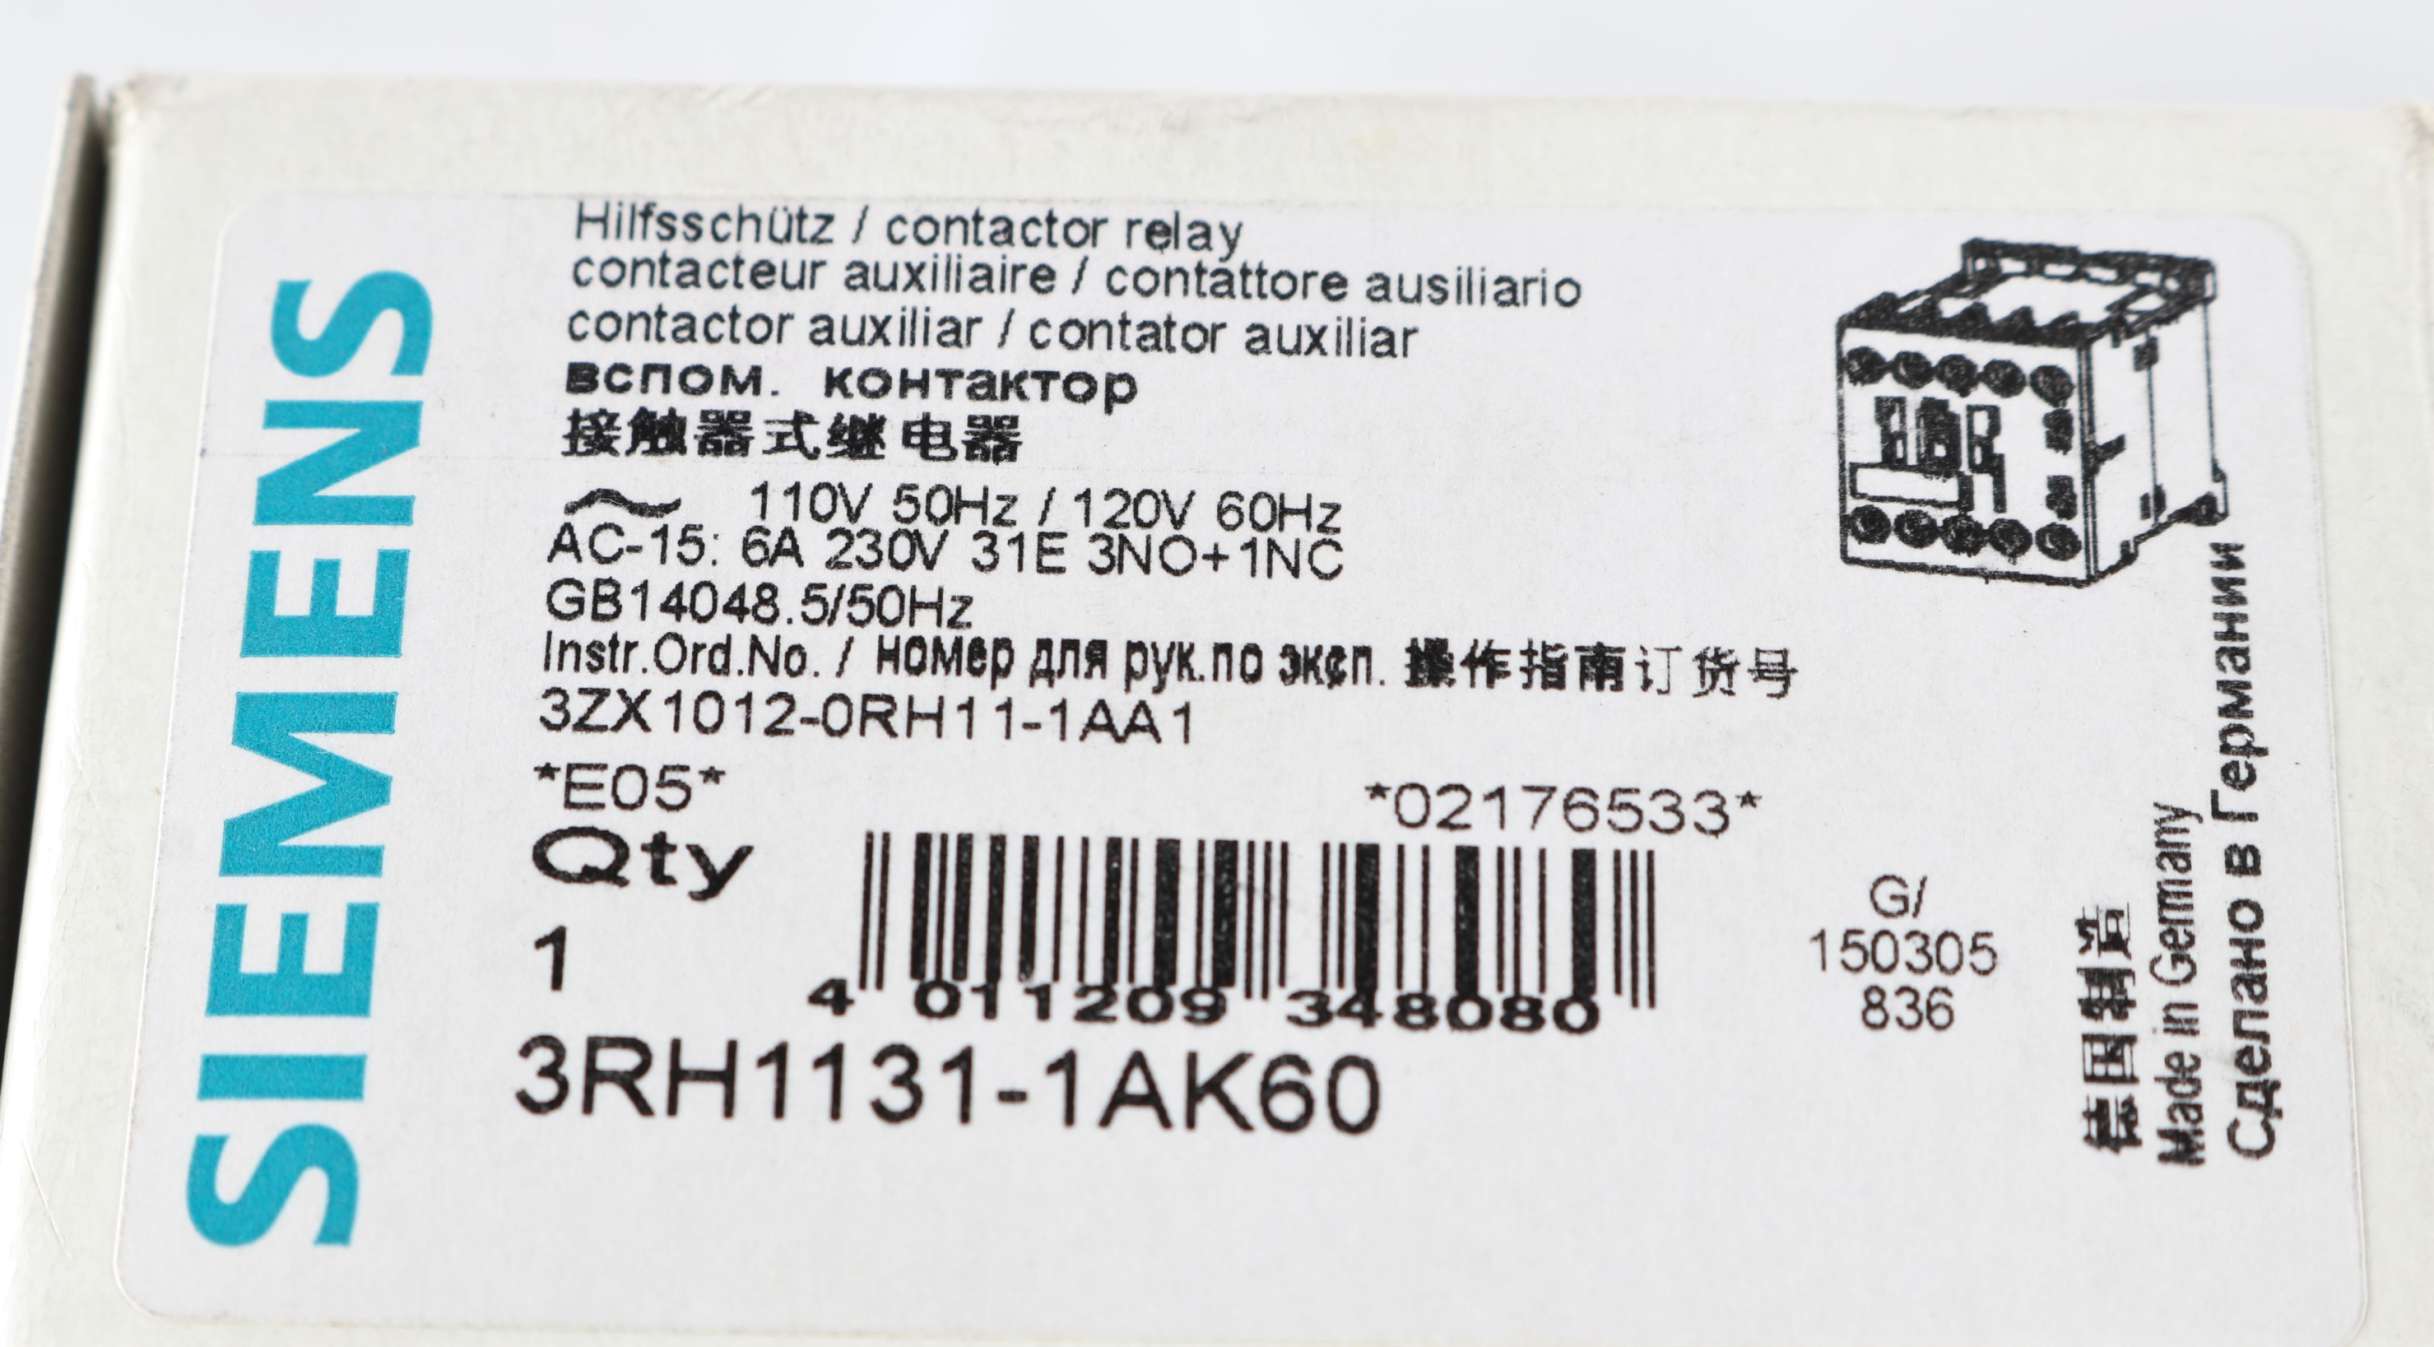 SIEMENS
Hilfsschütz / contactor relay
contacteur auxiliaire / contattore ausiliario
contactor auxiliar / contator auxiliar
вспом. контактор
接触器式继电器
~ 110V 50Hz / 120V 60Hz
AC-15: 6A 230V 31E 3NO+1NC
GB14048.5/50Hz
Instr.Ord.No. / номер для рук.по эксп. 操作指南订货号
3ZX1012-0RH11-1AA1
*E05*
*02176533*
Qty
1
4 011209 348080
3RH1131-1AK60
G/
150305
836
德国制造
Made in Germany
Сделано в Германии